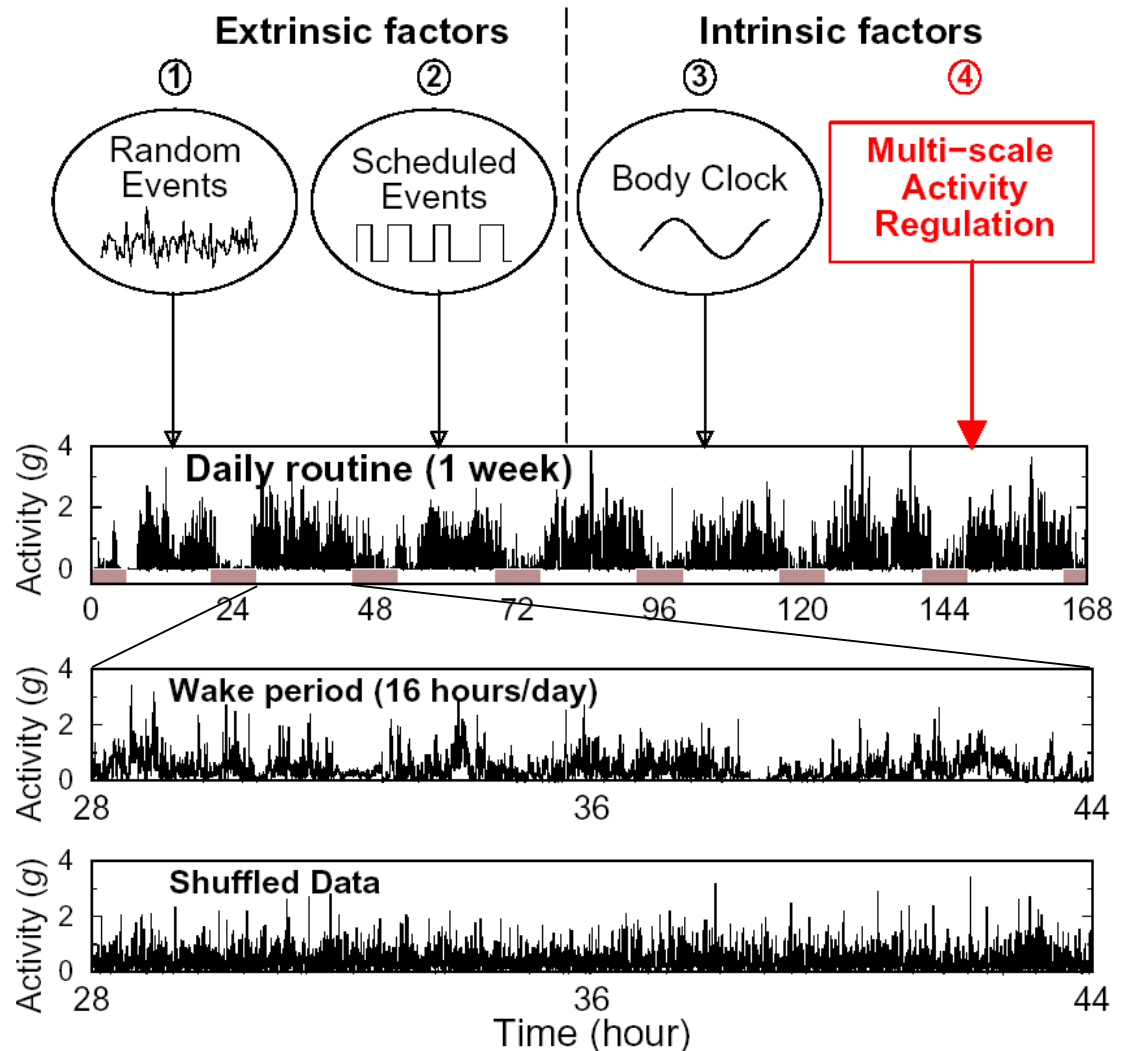 Extrinsic factors
Intrinsic factors
① ② ③ ④
Random
Events
Scheduled
Events
Body Clock
Multi−scale
Activity
Regulation
Activity (g)
4
2
0
Daily routine (1 week)
0 24 48 72 96 120 144 168
Activity (g)
4
2
0
Wake period (16 hours/day)
28 36 44
Activity (g)
4
2
0
Shuffled Data
28 36 44
Time (hour)